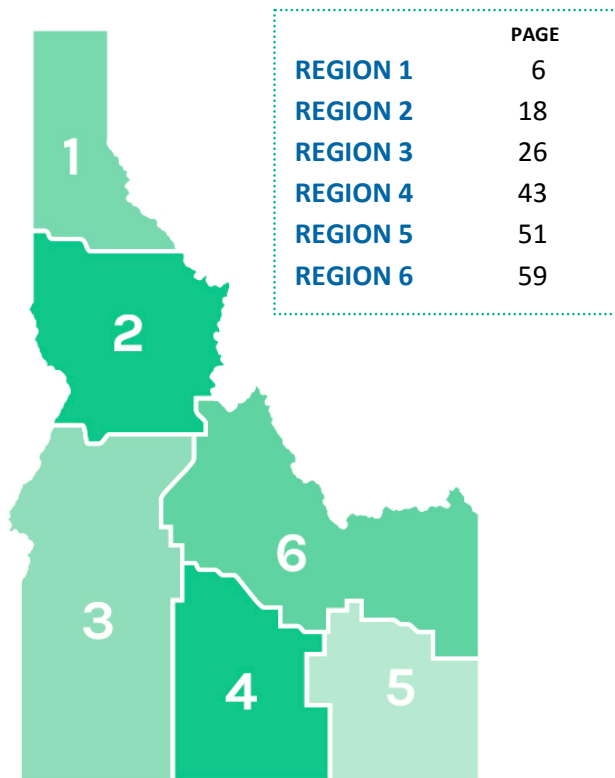 PAGE
REGION 1 6
REGION 2 18
REGION 3 26
REGION 4 43
REGION 5 51
REGION 6 59
1
2
6
3
4
5